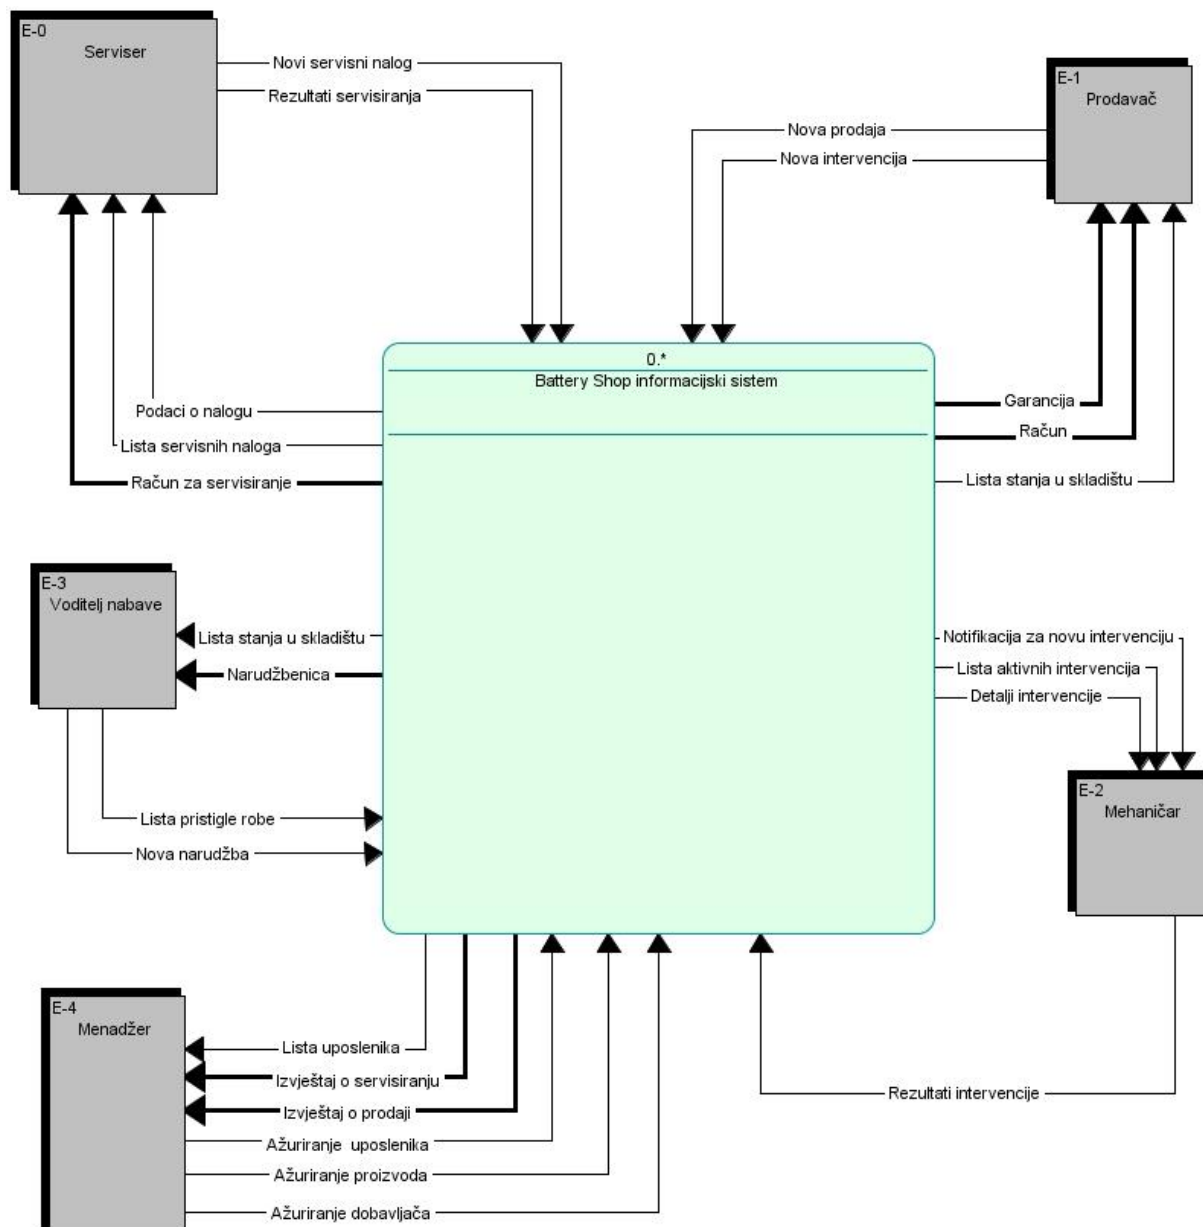 E-0
Serviser
Novi servisni nalog
Rezultati servisiranja
E-1
Prodavač
Nova prodaja
Nova intervencija
0.*
Battery Shop informacijski sistem
Podaci o nalogu
Lista servisnih naloga
Račun za servisiranje
Garancija
Račun
Lista stanja u skladištu
E-3
Voditelj nabave
Lista stanja u skladištu
Narudžbenica
Notifikacija za novu intervenciju
Lista aktivnih intervencija
Detalji intervencije
E-2
Mehaničar
Lista pristigle robe
Nova narudžba
E-4
Menadžer
Lista uposlenika
Izvještaj o servisiranju
Izvještaj o prodaji
Ažuriranje uposlenika
Ažuriranje proizvoda
Ažuriranje dobavljača
Rezultati intervencije